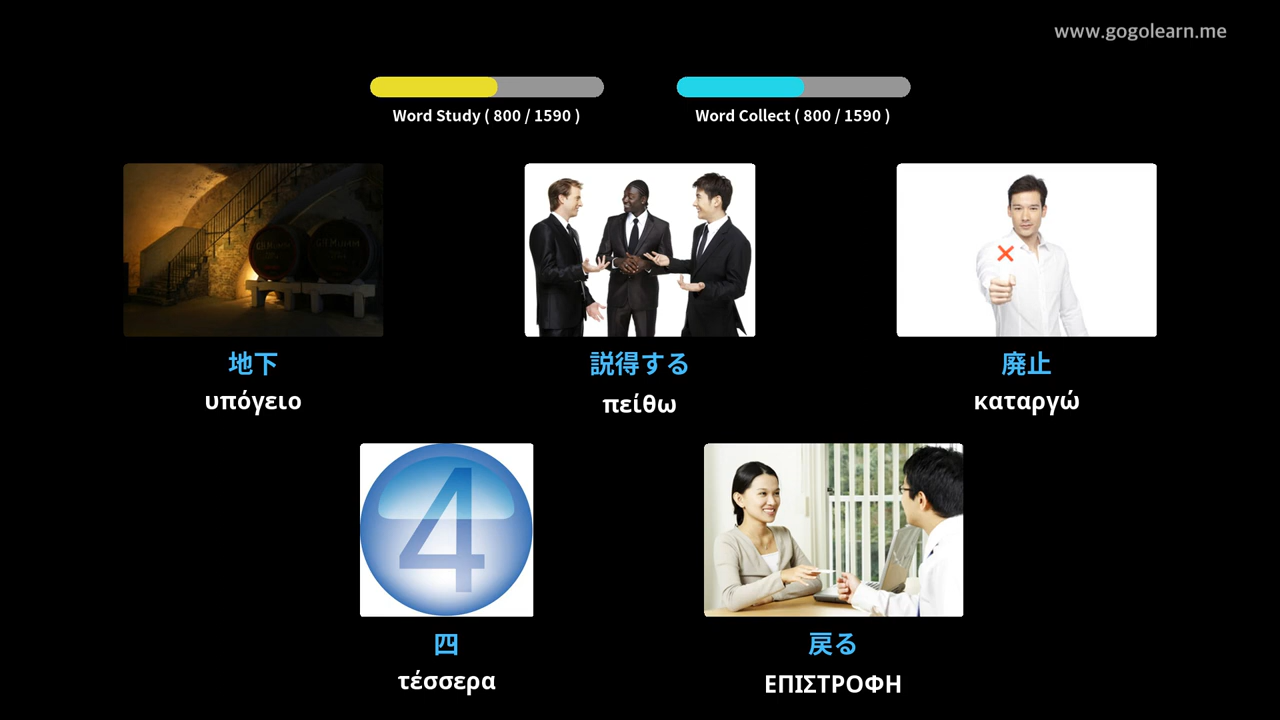 www.gogolearn.me
Word Study ( 800 / 1590 )
Word Collect ( 800 / 1590 )
地下
υπόγειο
説得する
πείθω
廃止
καταργώ
4
四
τέσσερα
戻る
ΕΠΙΣΤΡΟΦΗ